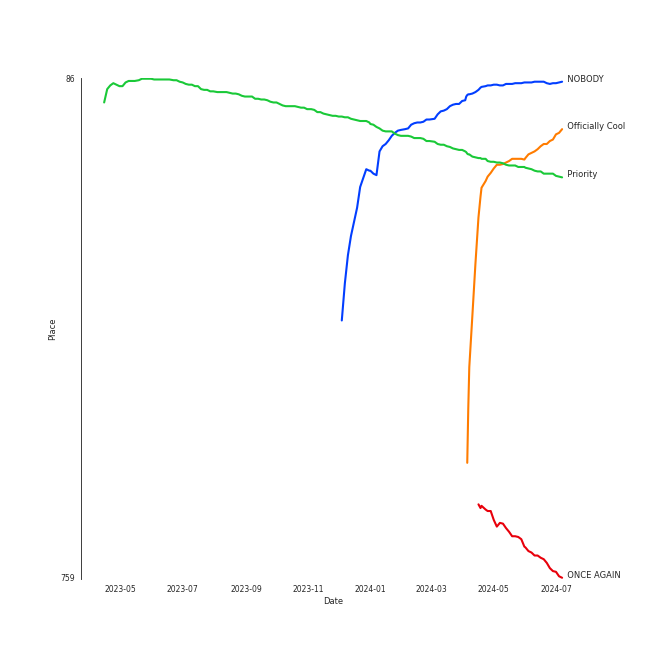 86
NOBODY
Officially Cool
Priority
Place
759
ONCE AGAIN
2023-05 2023-07 2023-09 2023-11 2024-01 2024-03 2024-05 2024-07
Date